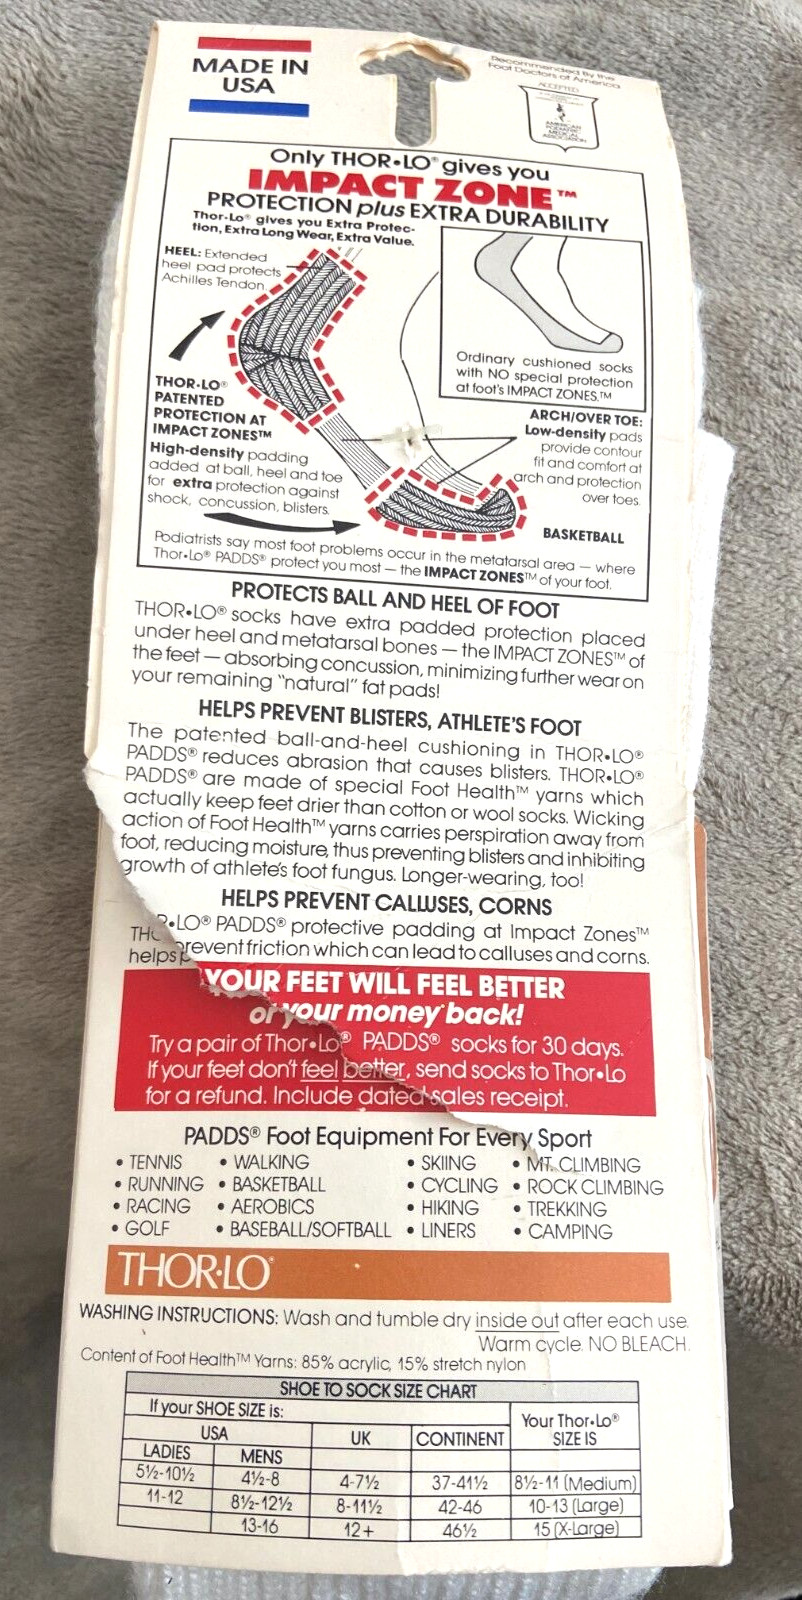 MADE IN
USA
Recommended By the
Foot Doctors of America
ACCEPTED
AMERICAN
PODIATRIC
MEDICAL
ASSOCIATION
Only THOR•LO® gives you
IMPACT ZONE™
PROTECTION plus EXTRA DURABILITY
Thor-Lo® gives you Extra Protec-
tion, Extra Long Wear, Extra Value.
HEEL: Extended
heel pad protects
Achilles Tendon.
Ordinary cushioned socks
with NO special protection
at foot's IMPACT ZONES.™
THOR•LO®
PATENTED
PROTECTION AT
IMPACT ZONES™
High-density padding
added at ball, heel and toe
for extra protection against
shock, concussion, blisters.
ARCH/OVER TOE:
Low-density pads
provide contour
fit and comfort at
arch and protection
over toes.
BASKETBALL
Podiatrists say most foot problems occur in the metatarsal area — where
Thor•Lo® PADDS® protect you most — the IMPACT ZONES™ of your foot.
PROTECTS BALL AND HEEL OF FOOT
THOR•LO® socks have extra padded protection placed
under heel and metatarsal bones — the IMPACT ZONES™ of
the feet — absorbing concussion, minimizing further wear on
your remaining "natural" fat pads!
HELPS PREVENT BLISTERS, ATHLETE'S FOOT
The patented ball-and-heel cushioning in THOR•LO®
PADDS® reduces abrasion that causes blisters. THOR•LO®
PADDS® are made of special Foot Health™ yarns which
actually keep feet drier than cotton or wool socks. Wicking
action of Foot Health™ yarns carries perspiration away from
foot, reducing moisture, thus preventing blisters and inhibiting
growth of athlete's foot fungus. Longer-wearing, too!
HELPS PREVENT CALLUSES, CORNS
THOR•LO® PADDS® protective padding at Impact Zones™
helps prevent friction which can lead to calluses and corns.
YOUR FEET WILL FEEL BETTER
or your money back!
Try a pair of Thor•Lo® PADDS® socks for 30 days.
If your feet don't feel better, send socks to Thor•Lo
for a refund. Include dated sales receipt.
PADDS® Foot Equipment For Every Sport
• TENNIS • WALKING • SKIING • MT. CLIMBING
• RUNNING • BASKETBALL • CYCLING • ROCK CLIMBING
• RACING • AEROBICS • HIKING • TREKKING
• GOLF • BASEBALL/SOFTBALL • LINERS • CAMPING
THOR•LO®
WASHING INSTRUCTIONS: Wash and tumble dry inside out after each use.
Warm cycle. NO BLEACH.
Content of Foot Health™ Yarns: 85% acrylic, 15% stretch nylon
SHOE TO SOCK SIZE CHART
If your SHOE SIZE is: Your Thor•Lo®
USA UK CONTINENT SIZE IS
LADIES MENS
5½-10½ 4½-8 4-7½ 37-41½ 8½-11 (Medium)
11-12 8½-12½ 8-11½ 42-46 10-13 (Large)
13-16 12+ 46½ 15 (X-Large)